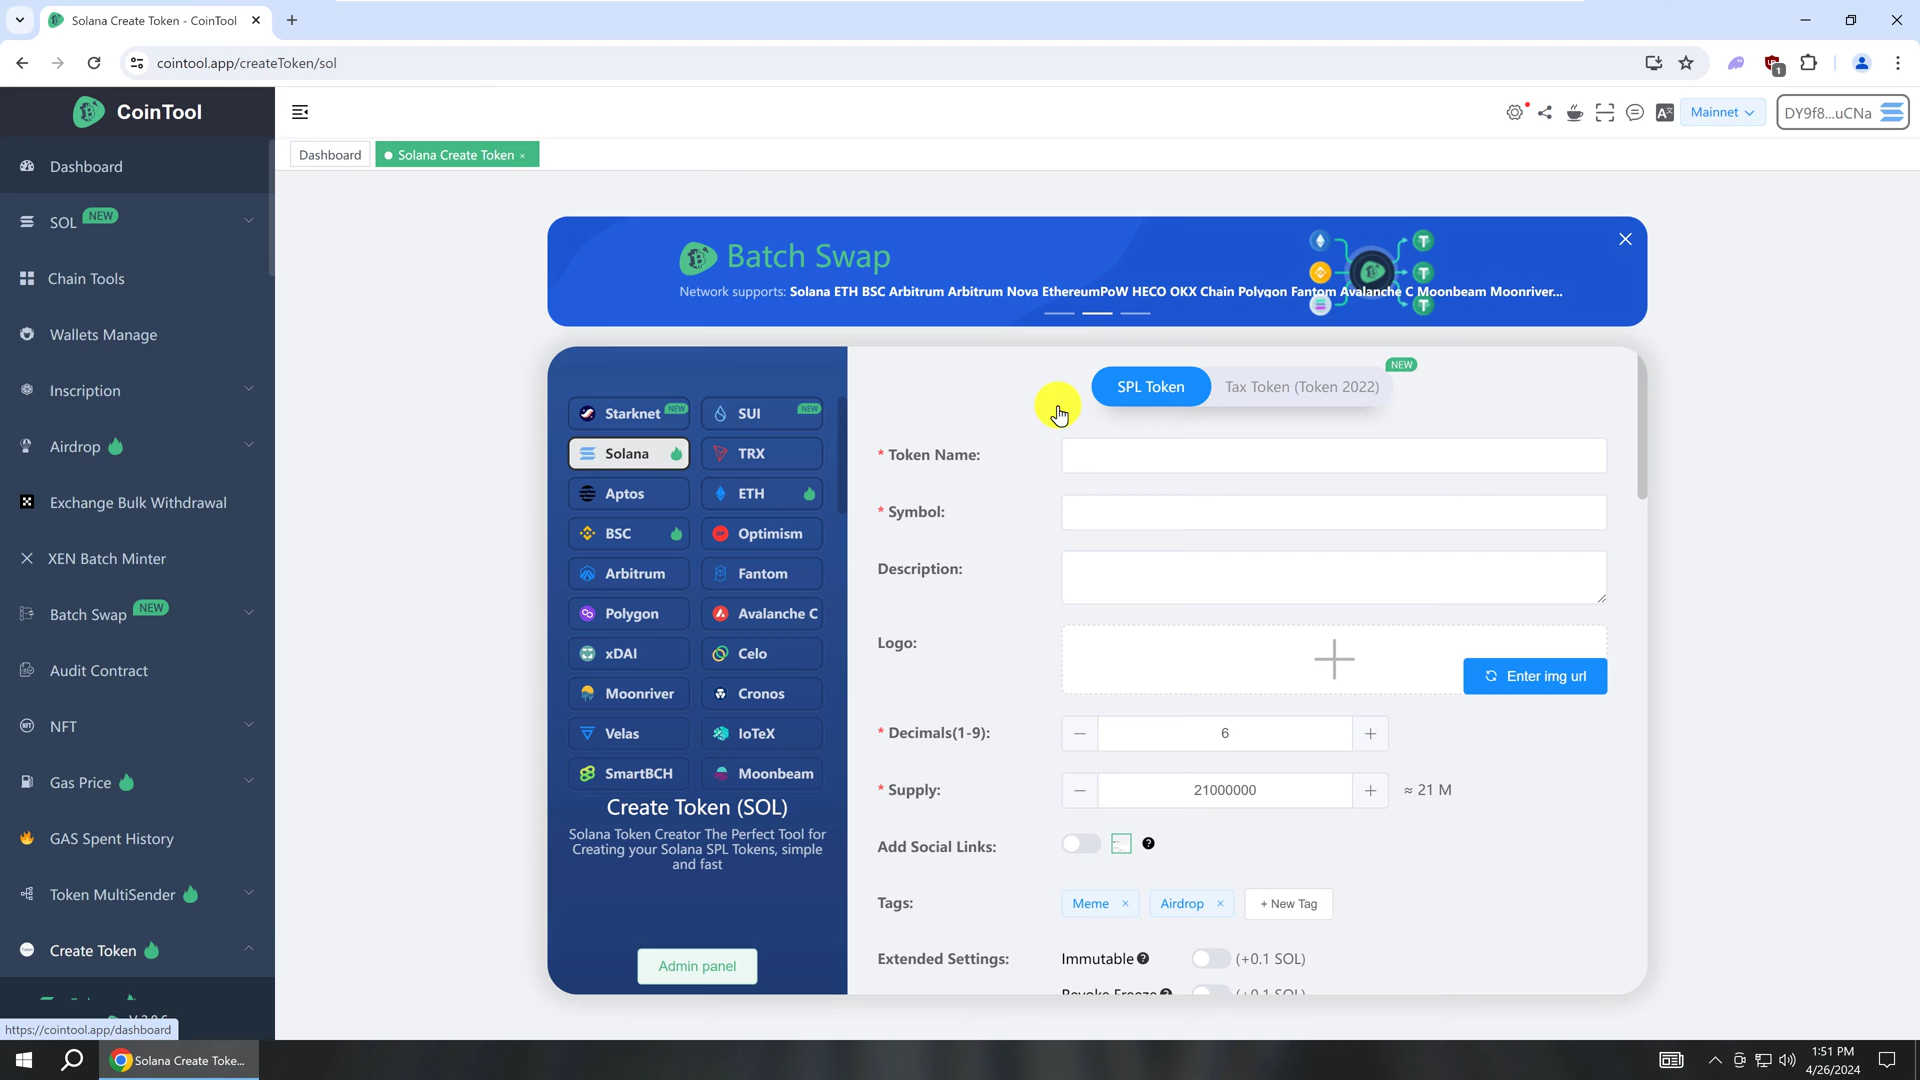 Solana Create Token - CoinTool
cointool.app/createToken/sol
1
CoinTool
Mainnet
DY9f8...uCNa
Dashboard
Solana Create Token ×
Dashboard
SOL NEW
Chain Tools
Wallets Manage
Inscription
Airdrop
Exchange Bulk Withdrawal
XEN Batch Minter
Batch Swap NEW
Audit Contract
NFT
Gas Price
GAS Spent History
Token MultiSender
Create Token
https://cointool.app/dashboard
Batch Swap
Network supports: Solana ETH BSC Arbitrum Arbitrum Nova EthereumPoW HECO OKX Chain Polygon Fantom Avalanche C Moonbeam Moonriver...
Starknet NEW
SUI NEW
Solana
TRX
Aptos
ETH
BSC
Optimism
Arbitrum
Fantom
Polygon
Avalanche C
xDAI
Celo
Moonriver
Cronos
Velas
IoTeX
SmartBCH
Moonbeam
Create Token (SOL)
Solana Token Creator The Perfect Tool for
Creating your Solana SPL Tokens, simple
and fast
Admin panel
NEW
SPL Token
Tax Token (Token 2022)
* Token Name:
* Symbol:
Description:
Logo:
Enter img url
* Decimals(1-9):
− 6 +
* Supply:
− 21000000 + ≈ 21 M
Add Social Links:
Tags:
Meme × Airdrop × + New Tag
Extended Settings:
Immutable (+0.1 SOL)
Revoke Freeze (+0.1 SOL)
Solana Create Toke...
1:51 PM
4/26/2024